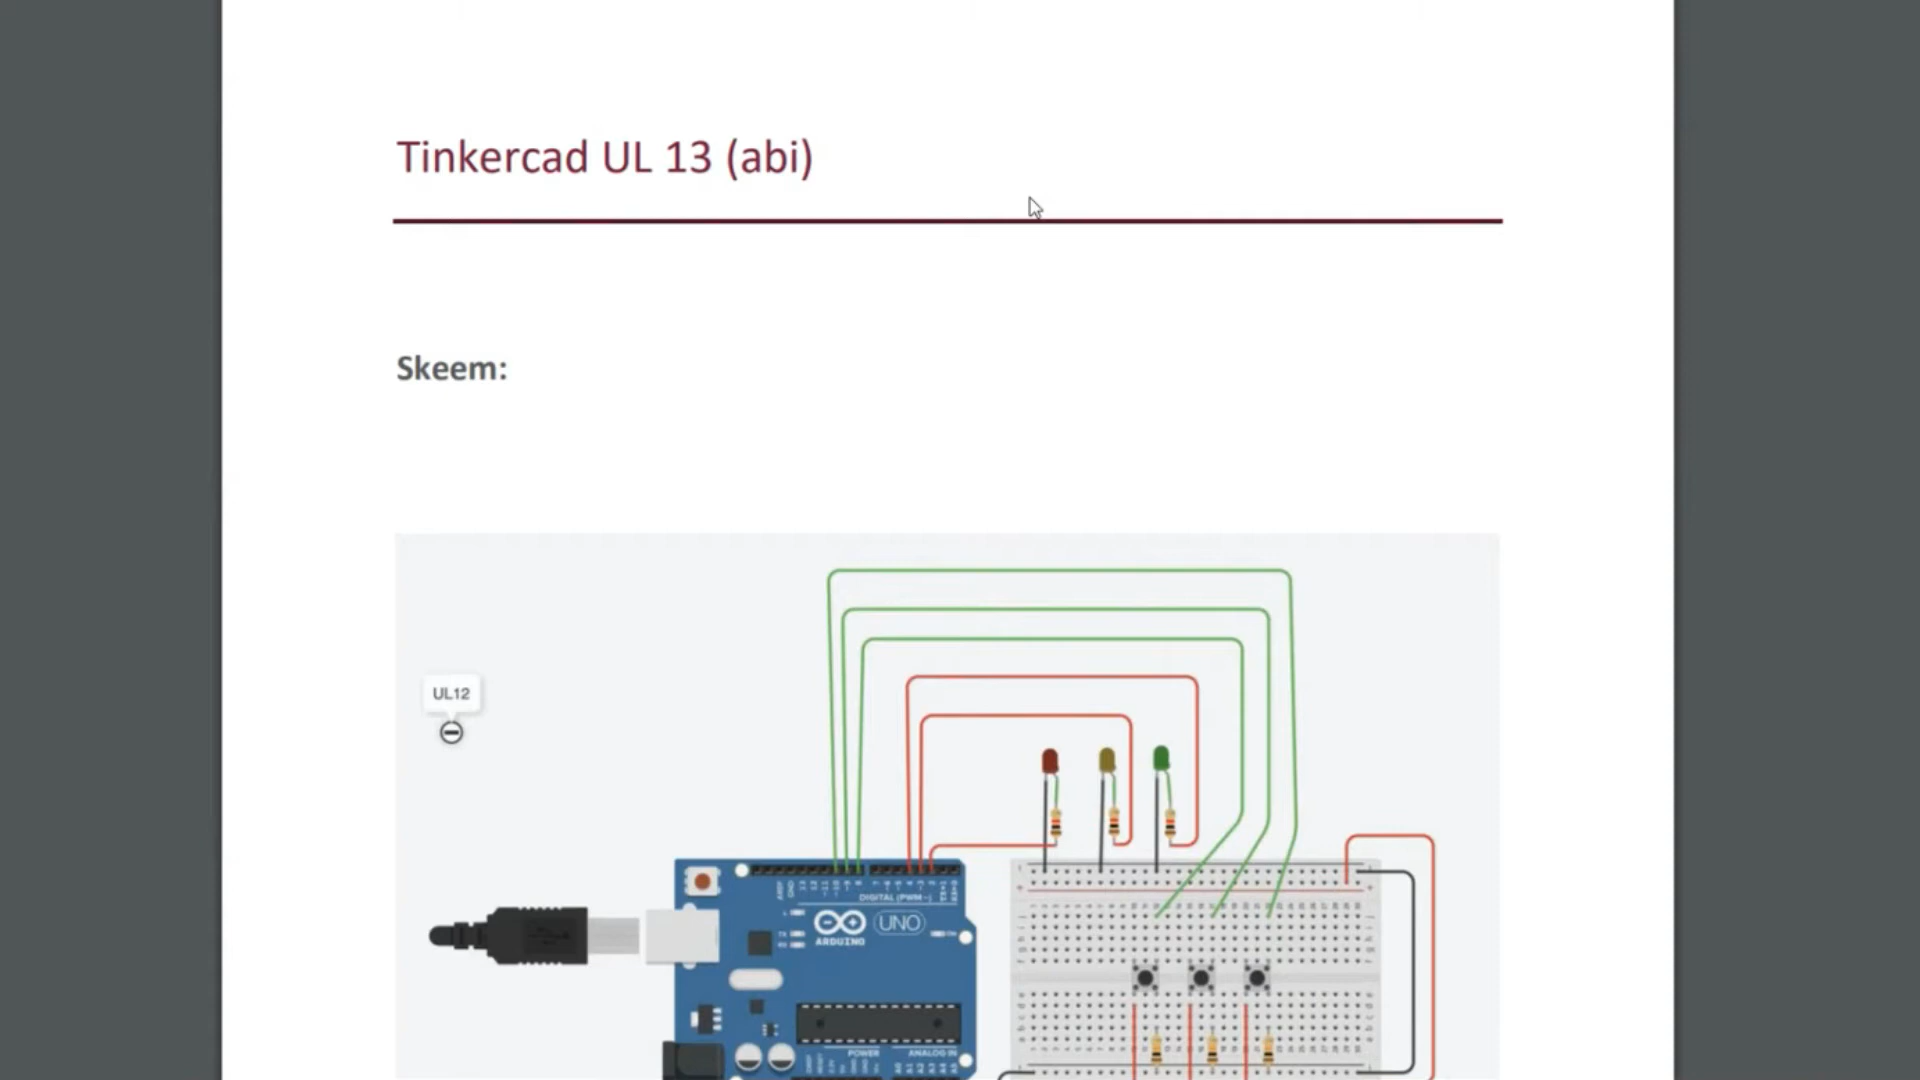 Tinkercad UL 13 (abi)
Skeem:
UL12
DIGITAL (PWM~)
UNO
ARDUINO
POWER
ANALOG IN